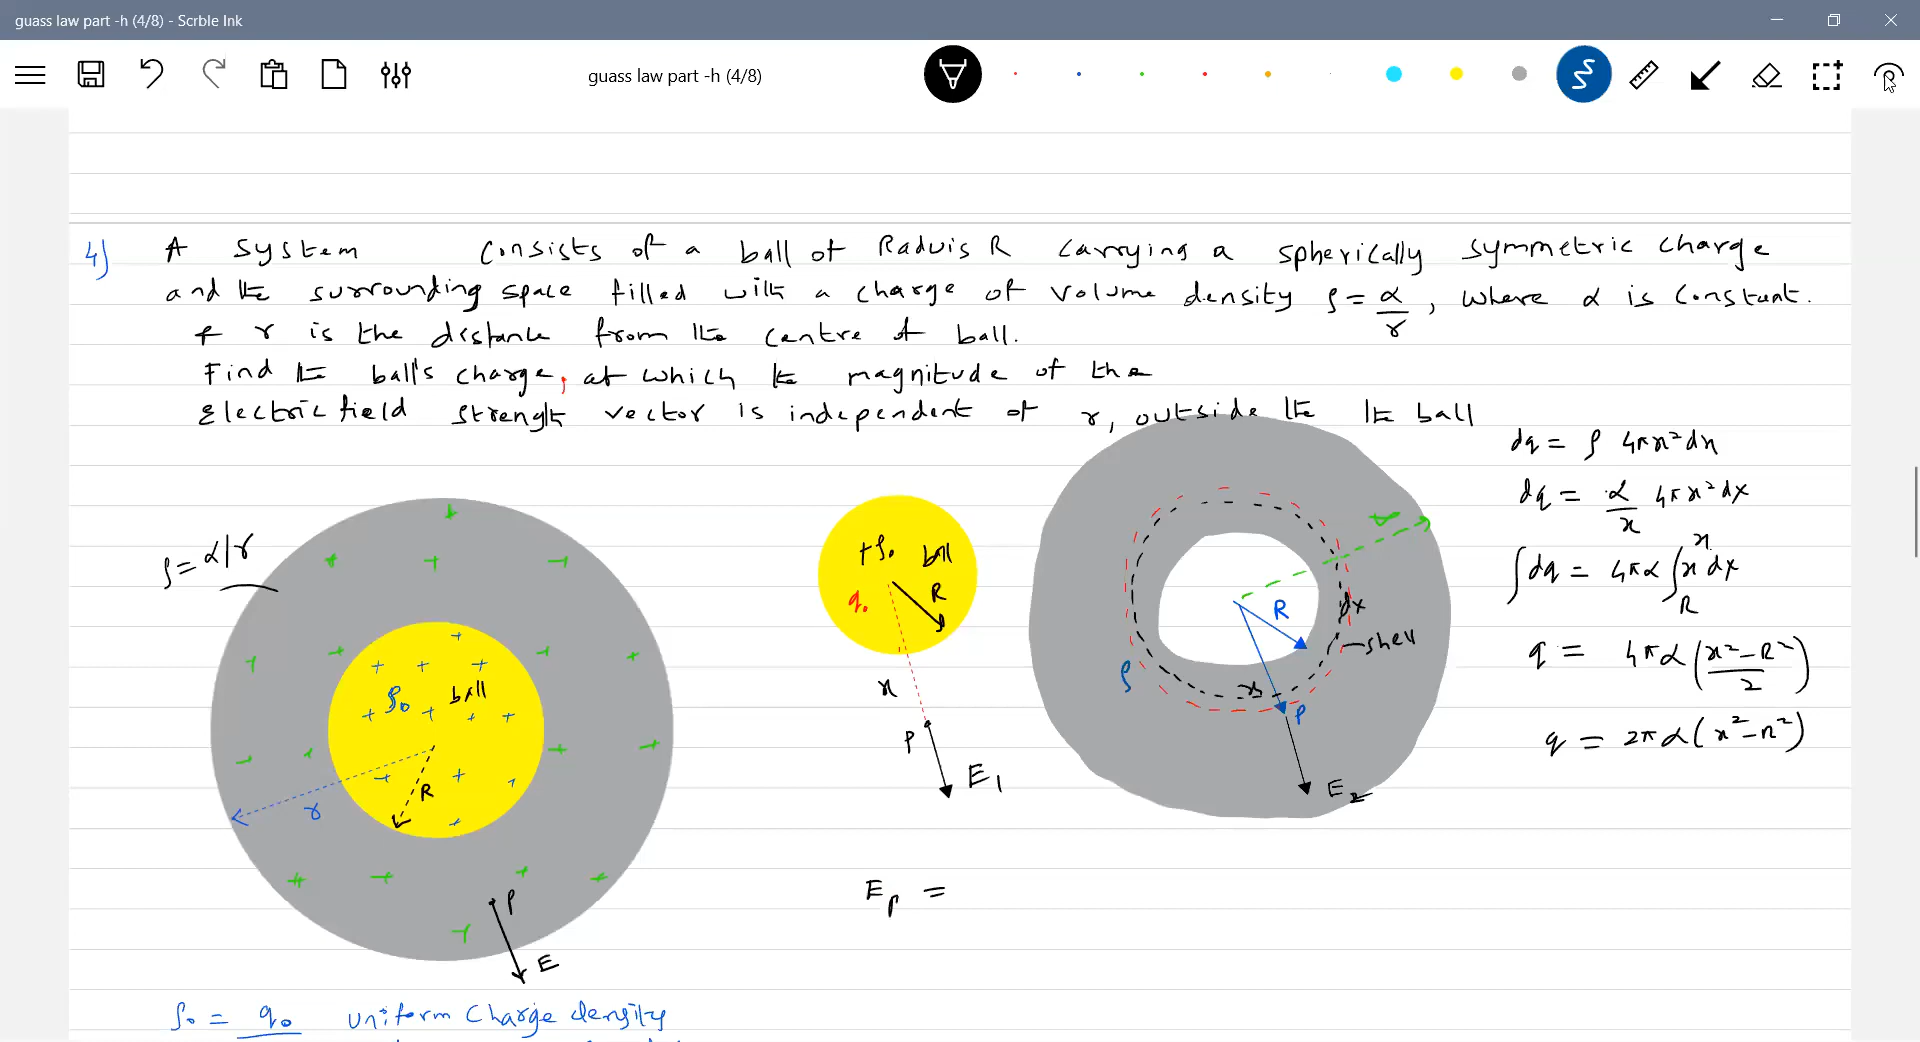 guass law part -h (4/8) - Scrble Ink
guass law part -h (4/8)
4) A system consists of a ball of Raduis R carrying a spherically symmetric charge
and the surrounding space filled with a charge of volume density ρ = α/r, where α is constant.
& r is the distance from the centre of ball.
Find the ball's charge, at which the magnitude of the
Electric field strength vector is independent of r, outside the the ball
ρ = α/r
ρ₀ ball
R
r
P
E
+ρ₀ ball
q₀ R
x
P
E₁
R
r
dx
shell
ρ
x
P
E₂
dq = ρ 4πx²dx
dq = α/x 4πx²dx
∫dq = 4πα ∫_R^x x dx
q = 4πα (x²-R²/2)
q = 2πα(x²-R²)
E_p =
ρ₀ = q₀ uniform charge density